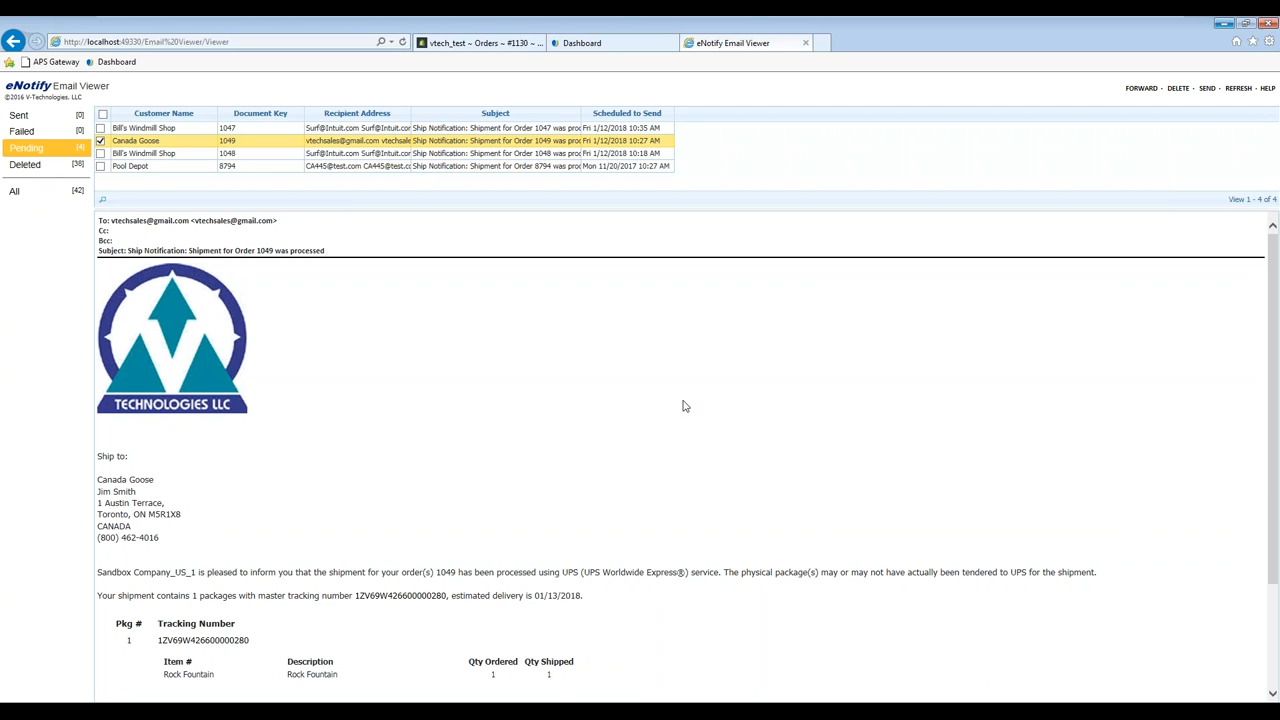 http://localhost:49330/Email%20Viewer/Viewer
vtech_test ~ Orders ~ #1130 ~ ...
Dashboard
eNotify Email Viewer
APS Gateway
Dashboard
eNotify Email Viewer
©2016 V-Technologies, LLC
FORWARD - DELETE - SEND - REFRESH - HELP
Sent [0]
Failed [0]
Pending [4]
Deleted [38]
All [42]
Customer Name Document Key Recipient Address Subject Scheduled to Send
Bill's Windmill Shop 1047 Surf@Intuit.com Surf@Intuit.com Ship Notification: Shipment for Order 1047 was proc Fri 1/12/2018 10:35 AM
Canada Goose 1049 vtechsales@gmail.com vtechsale Ship Notification: Shipment for Order 1049 was proc Fri 1/12/2018 10:27 AM
Bill's Windmill Shop 1048 Surf@Intuit.com Surf@Intuit.com Ship Notification: Shipment for Order 1048 was proc Fri 1/12/2018 10:18 AM
Pool Depot 8794 CA445@test.com CA445@test.co Ship Notification: Shipment for Order 8794 was proc Mon 11/20/2017 10:27 AM
View 1 - 4 of 4
To: vtechsales@gmail.com <vtechsales@gmail.com>
Cc:
Bcc:
Subject: Ship Notification: Shipment for Order 1049 was processed
V
TECHNOLOGIES LLC
Ship to:
Canada Goose
Jim Smith
1 Austin Terrace,
Toronto, ON M5R1X8
CANADA
(800) 462-4016
Sandbox Company_US_1 is pleased to inform you that the shipment for your order(s) 1049 has been processed using UPS (UPS Worldwide Express®) service. The physical package(s) may or may not have actually been tendered to UPS for the shipment.
Your shipment contains 1 packages with master tracking number 1ZV69W426600000280, estimated delivery is 01/13/2018.
Pkg # Tracking Number
1 1ZV69W426600000280
Item # Description Qty Ordered Qty Shipped
Rock Fountain Rock Fountain 1 1